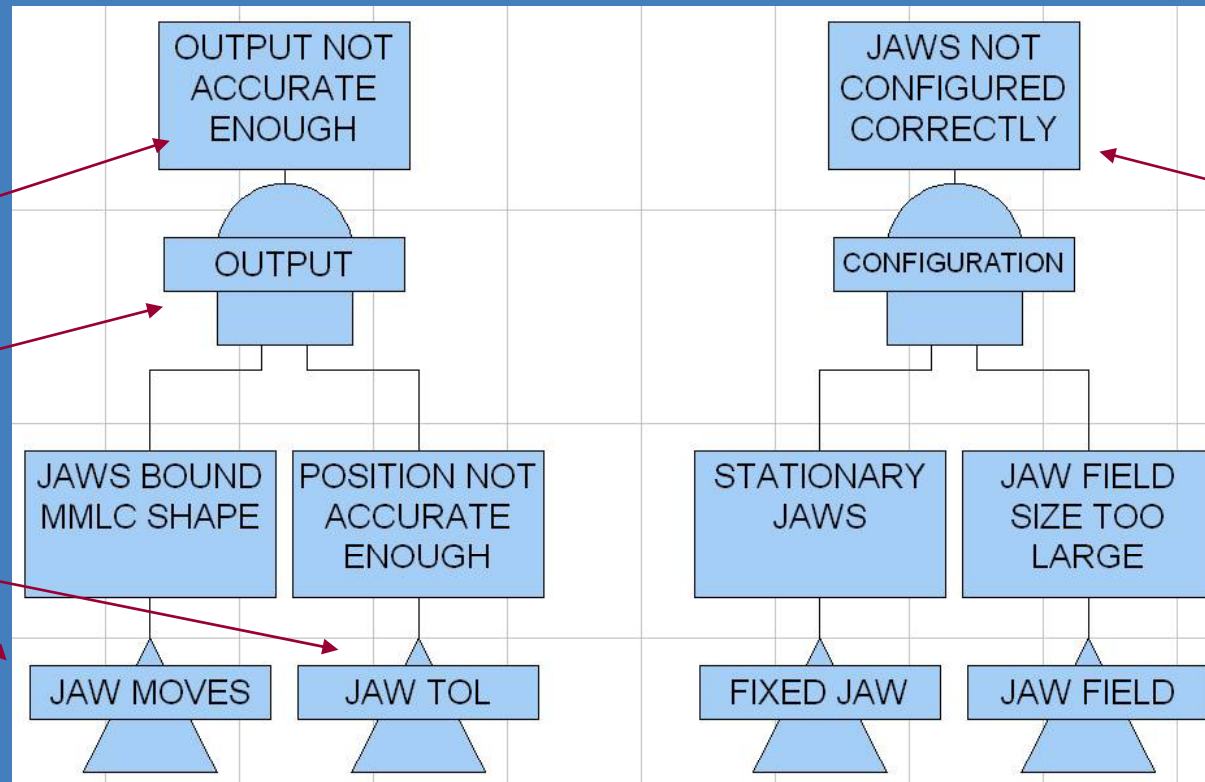 OUTPUT NOT
ACCURATE
ENOUGH
OUTPUT
JAWS BOUND
MMLC SHAPE
POSITION NOT
ACCURATE
ENOUGH
JAW MOVES
JAW TOL
JAWS NOT
CONFIGURED
CORRECTLY
CONFIGURATION
STATIONARY
JAWS
JAW FIELD
SIZE TOO
LARGE
FIXED JAW
JAW FIELD